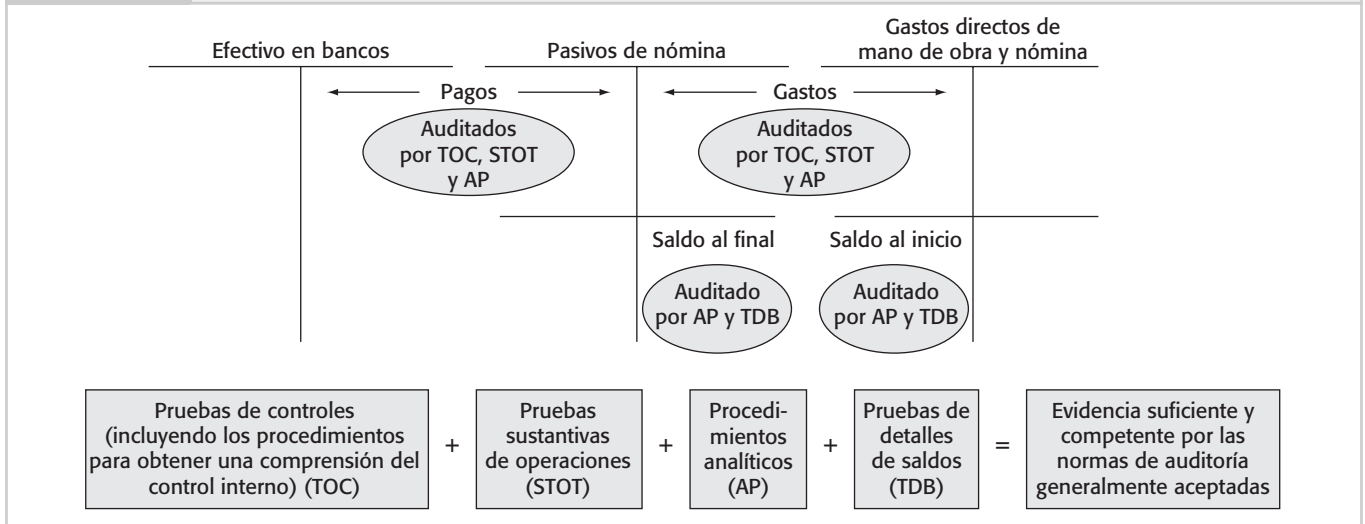 Efectivo en bancos
Pasivos de nómina
Gastos directos de
mano de obra y nómina
Pagos
Gastos
Auditados
por TOC, STOT
y AP
Auditados
por TOC, STOT
y AP
Saldo al final
Saldo al inicio
Auditado
por AP y TDB
Auditado
por AP y TDB
Pruebas de controles
(incluyendo los procedimientos
para obtener una comprensión del
control interno) (TOC)
+
Pruebas
sustantivas
de operaciones
(STOT)
+
Procedi-
mientos
analíticos
(AP)
+
Pruebas de
detalles
de saldos
(TDB)
=
Evidencia suficiente y
competente por las
normas de auditoría
generalmente aceptadas